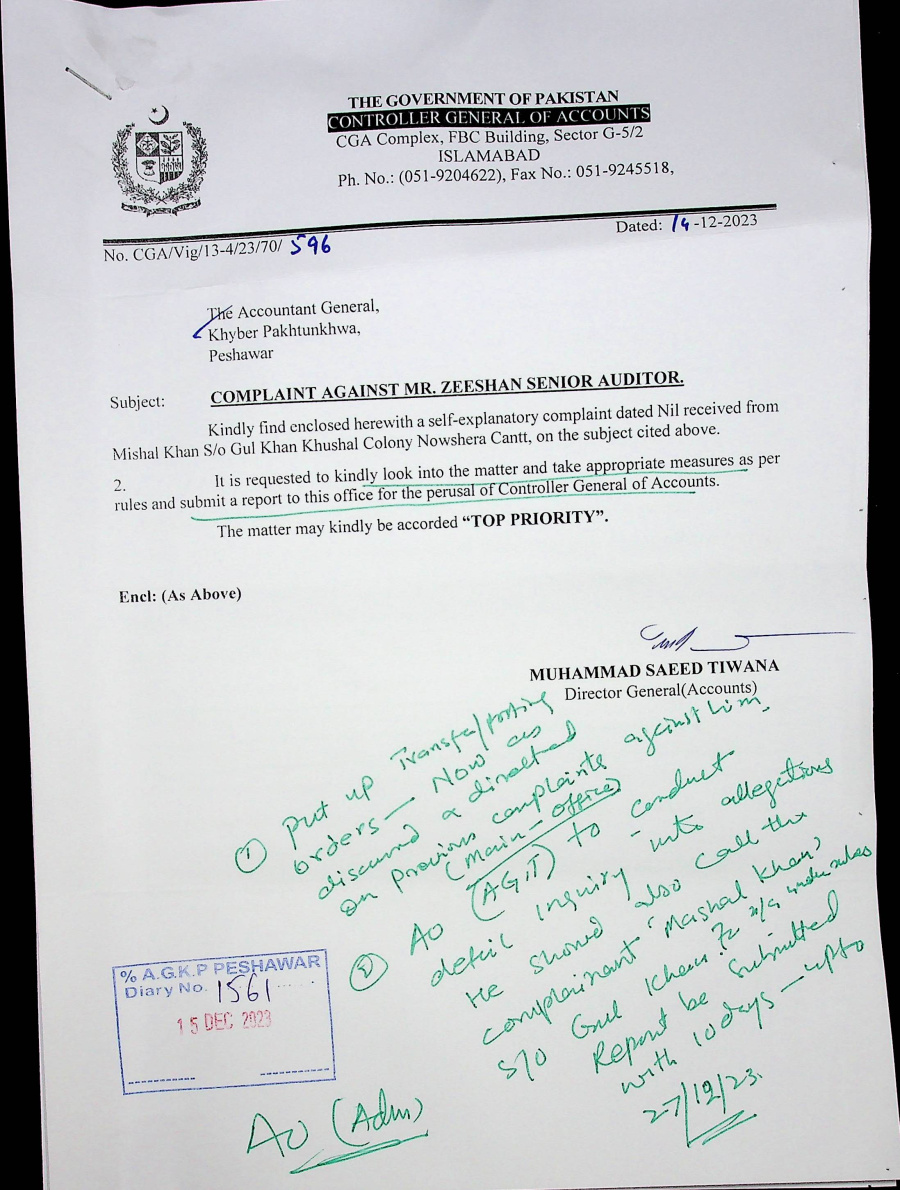 THE GOVERNMENT OF PAKISTAN
CONTROLLER GENERAL OF ACCOUNTS
CGA Complex, FBC Building, Sector G-5/2
ISLAMABAD
Ph. No.: (051-9204622), Fax No.: 051-9245518,
Dated: 14-12-2023
No. CGA/Vig/13-4/23/70/ 596
The Accountant General,
Khyber Pakhtunkhwa,
Peshawar
Subject: COMPLAINT AGAINST MR. ZEESHAN SENIOR AUDITOR.
Kindly find enclosed herewith a self-explanatory complaint dated Nil received from
Mishal Khan S/o Gul Khan Khushal Colony Nowshera Cantt, on the subject cited above.
2. It is requested to kindly look into the matter and take appropriate measures as per
rules and submit a report to this office for the perusal of Controller General of Accounts.
The matter may kindly be accorded “TOP PRIORITY”.
Encl: (As Above)
MUHAMMAD SAEED TIWANA
Director General(Accounts)
① Put up Transfer/posting
orders - Now as
discussed & directed
on previous complaints against him.
(Main - office)
② AO (AGIT) to conduct
detail inquiry into allegations
He should also call the
complainant "Mashal Khan"
S/o Gul Khan under rules
Report be submitted
with 10 days - upto
27/12/23.
% A.G.K.P PESHAWAR
Diary No. 1561
15 DEC 2023
AO (Adm)